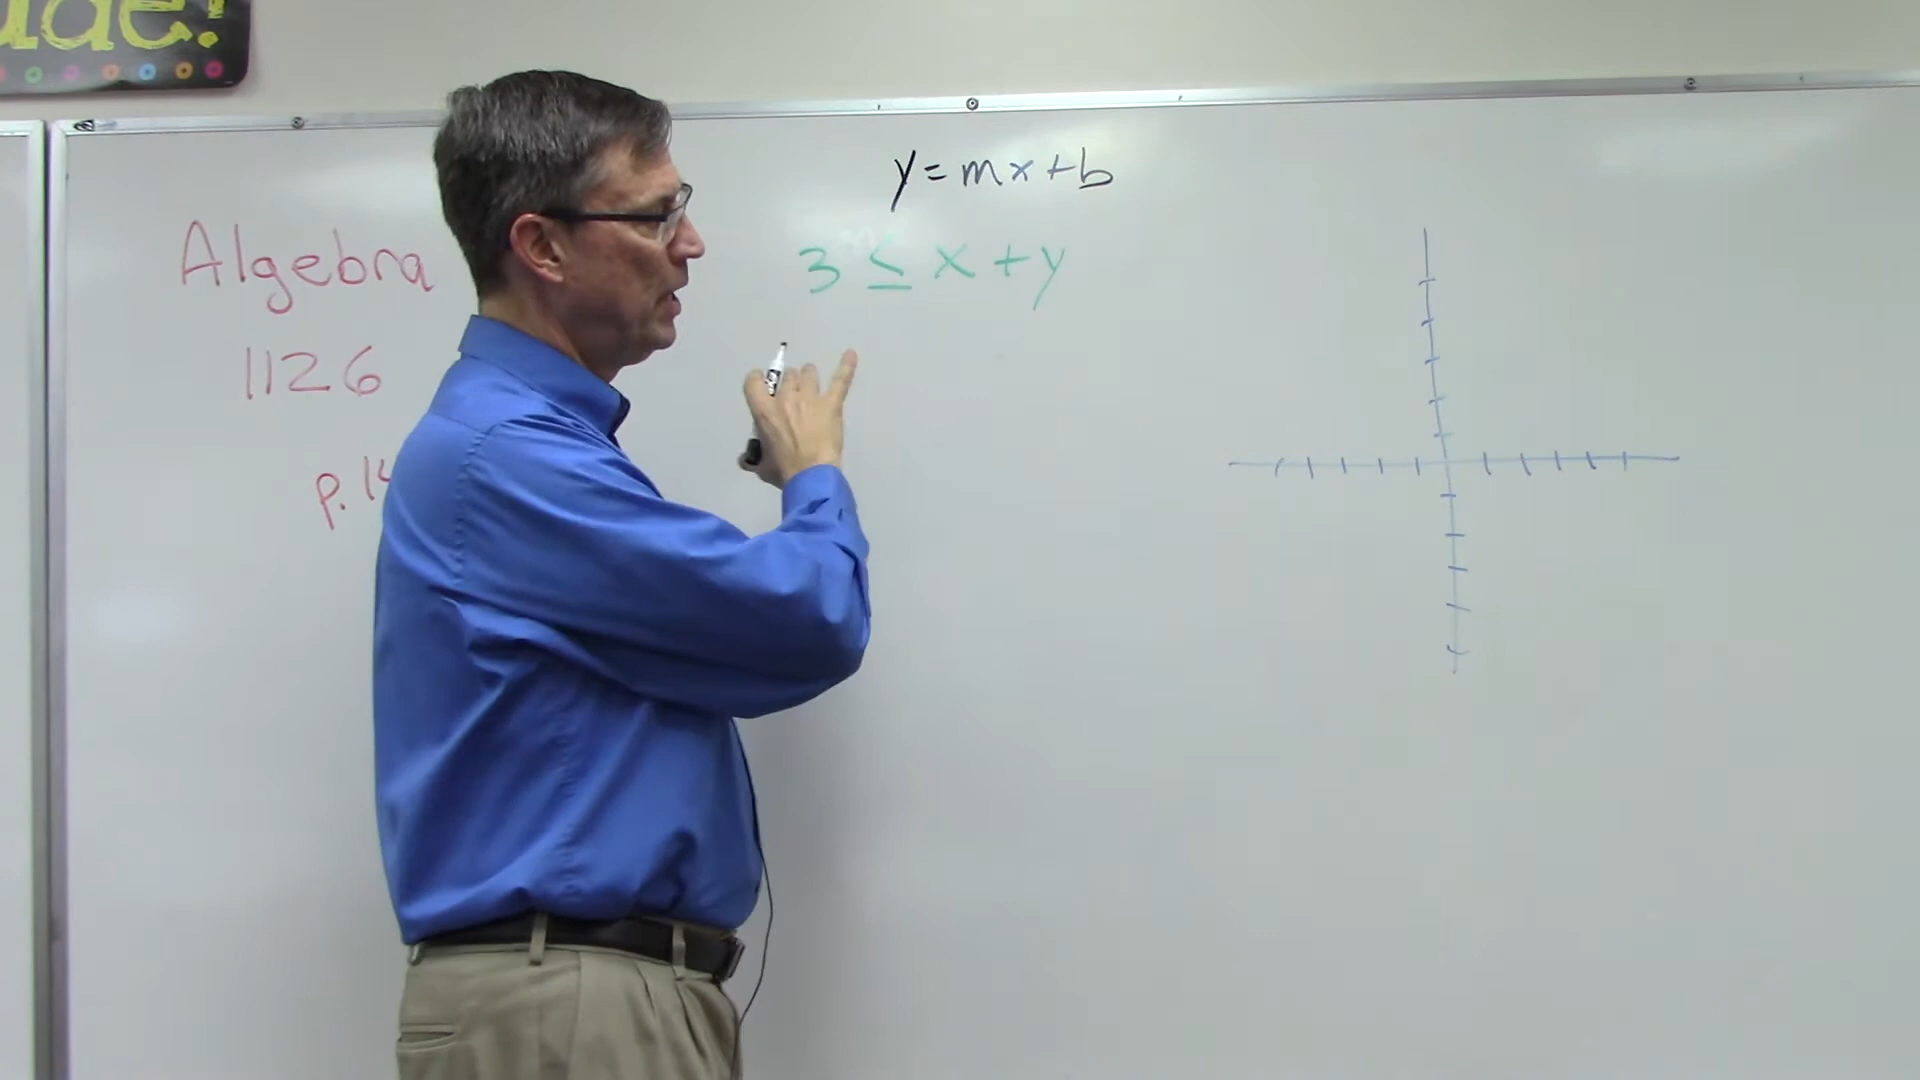 Algebra
1126
p.
y = mx + b
3 ≤ x + y